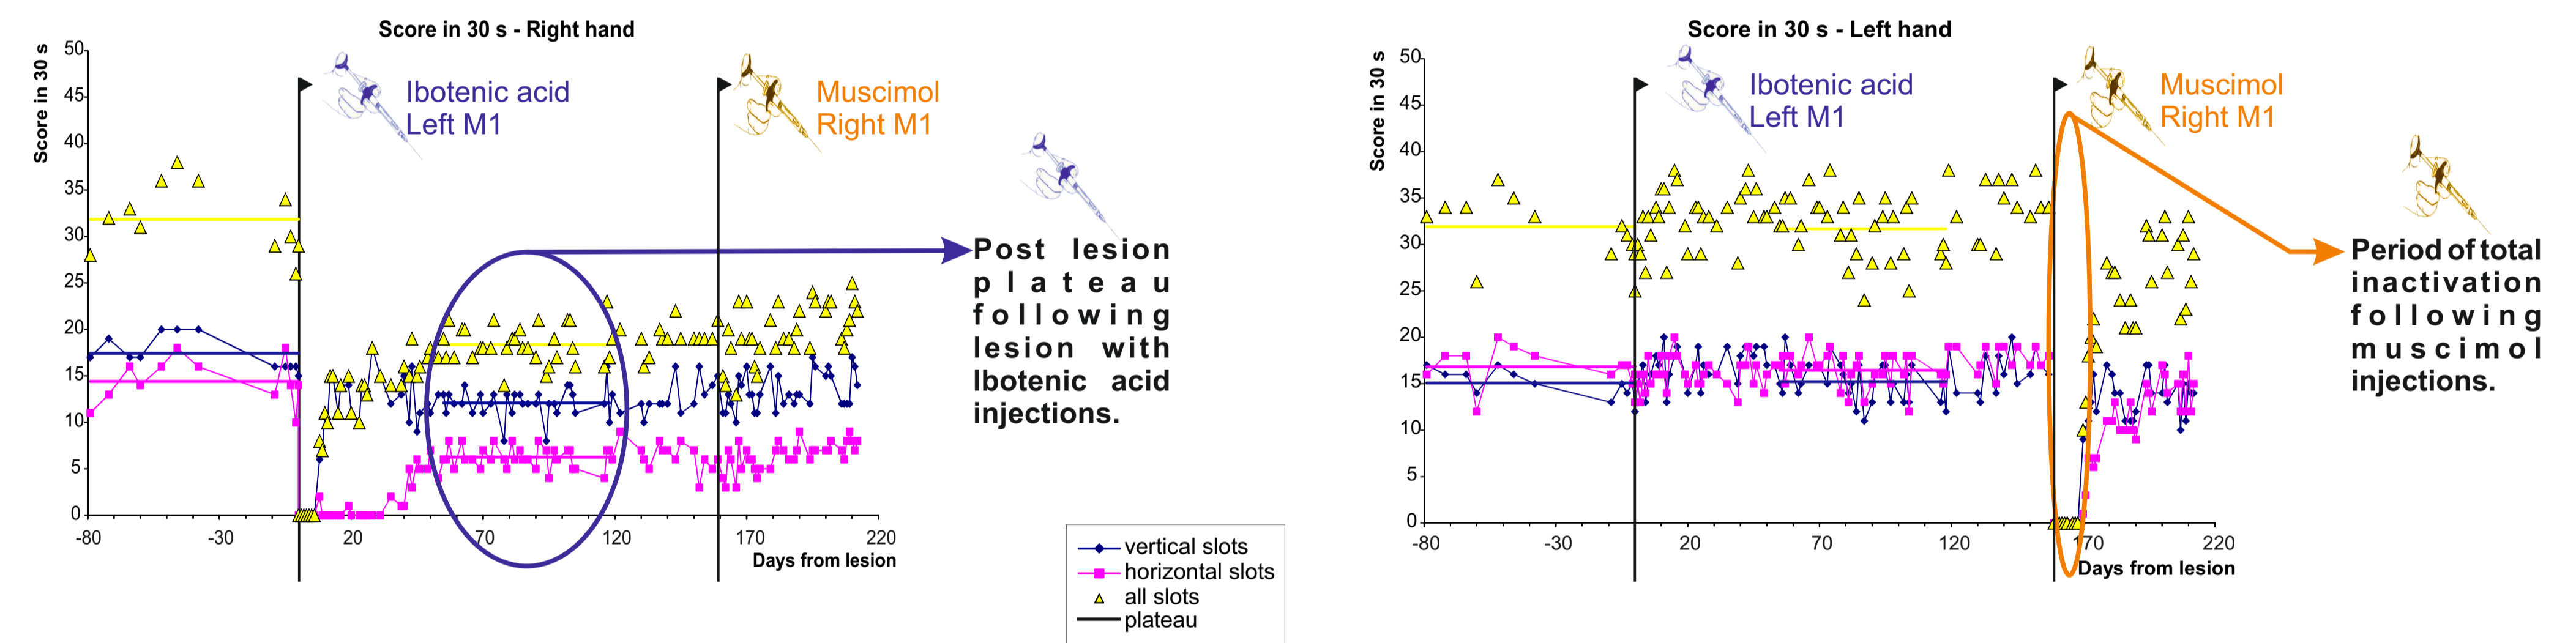 Score in 30 s - Right hand
Score in 30 s
50
45
40
35
30
25
20
15
10
5
0
-80
-30
20
70
120
170
220
Days from lesion
Ibotenic acid
Left M1
Muscimol
Right M1
Post lesion
plateau
following
lesion with
Ibotenic acid
injections.
vertical slots
horizontal slots
all slots
plateau
Score in 30 s - Left hand
Score in 30 s
50
45
40
35
30
25
20
15
10
5
0
-80
-30
20
70
120
170
220
Days from lesion
Ibotenic acid
Left M1
Muscimol
Right M1
Period of total
inactivation
following
muscimol
injections.